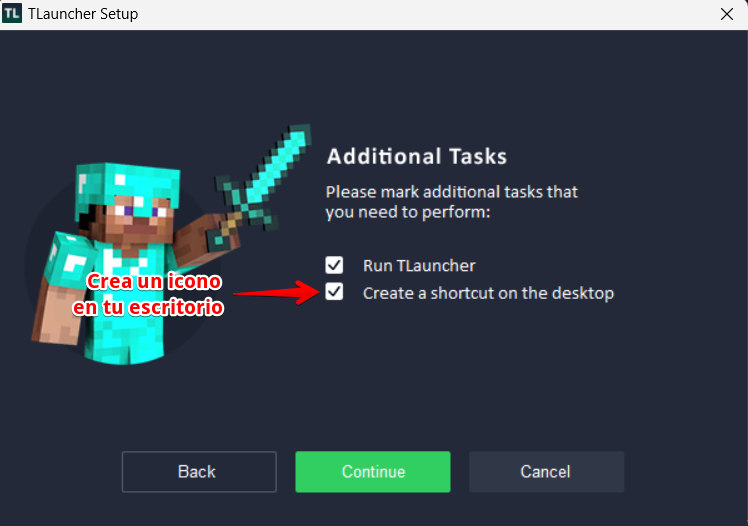 TL TLauncher Setup
Additional Tasks
Please mark additional tasks that
you need to perform:
Run TLauncher
Crea un icono
en tu escritorio
Create a shortcut on the desktop
Back Continue Cancel